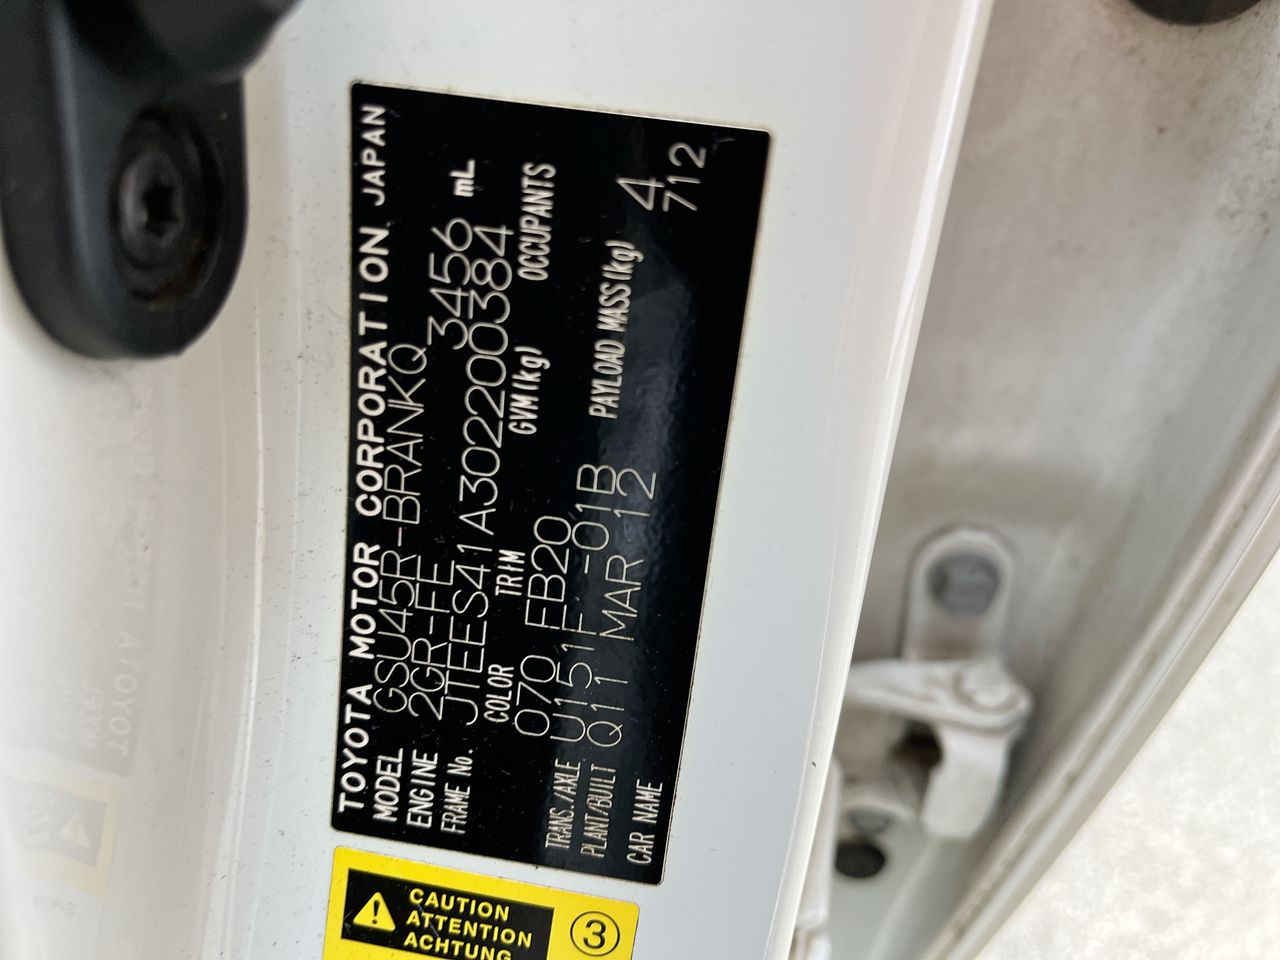 TOYOTA MOTOR CORPORATION JAPAN
MODEL GSU45R-BRANKQ
ENGINE 2GR-FE 3456 mL
FRAME No. JTEES41A302200384
COLOR TRIM GVM(kg) OCCUPANTS
070 FB20
TRANS./AXLE U151F -01B PAYLOAD MASS(kg) 4
PLANT/BUILT Q11 MAR 12 712
CAR NAME
CAUTION
ATTENTION
ACHTUNG
3